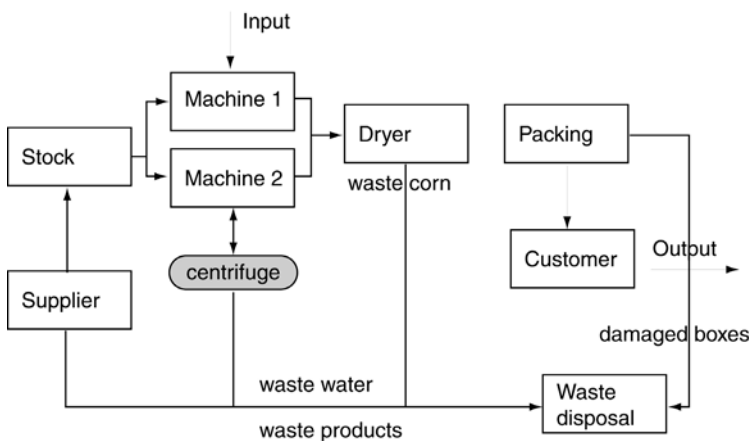 Input
Machine 1
Stock
Machine 2
Dryer
Packing
waste corn
centrifuge
Supplier
Customer
Output
damaged boxes
waste water
Waste
disposal
waste products